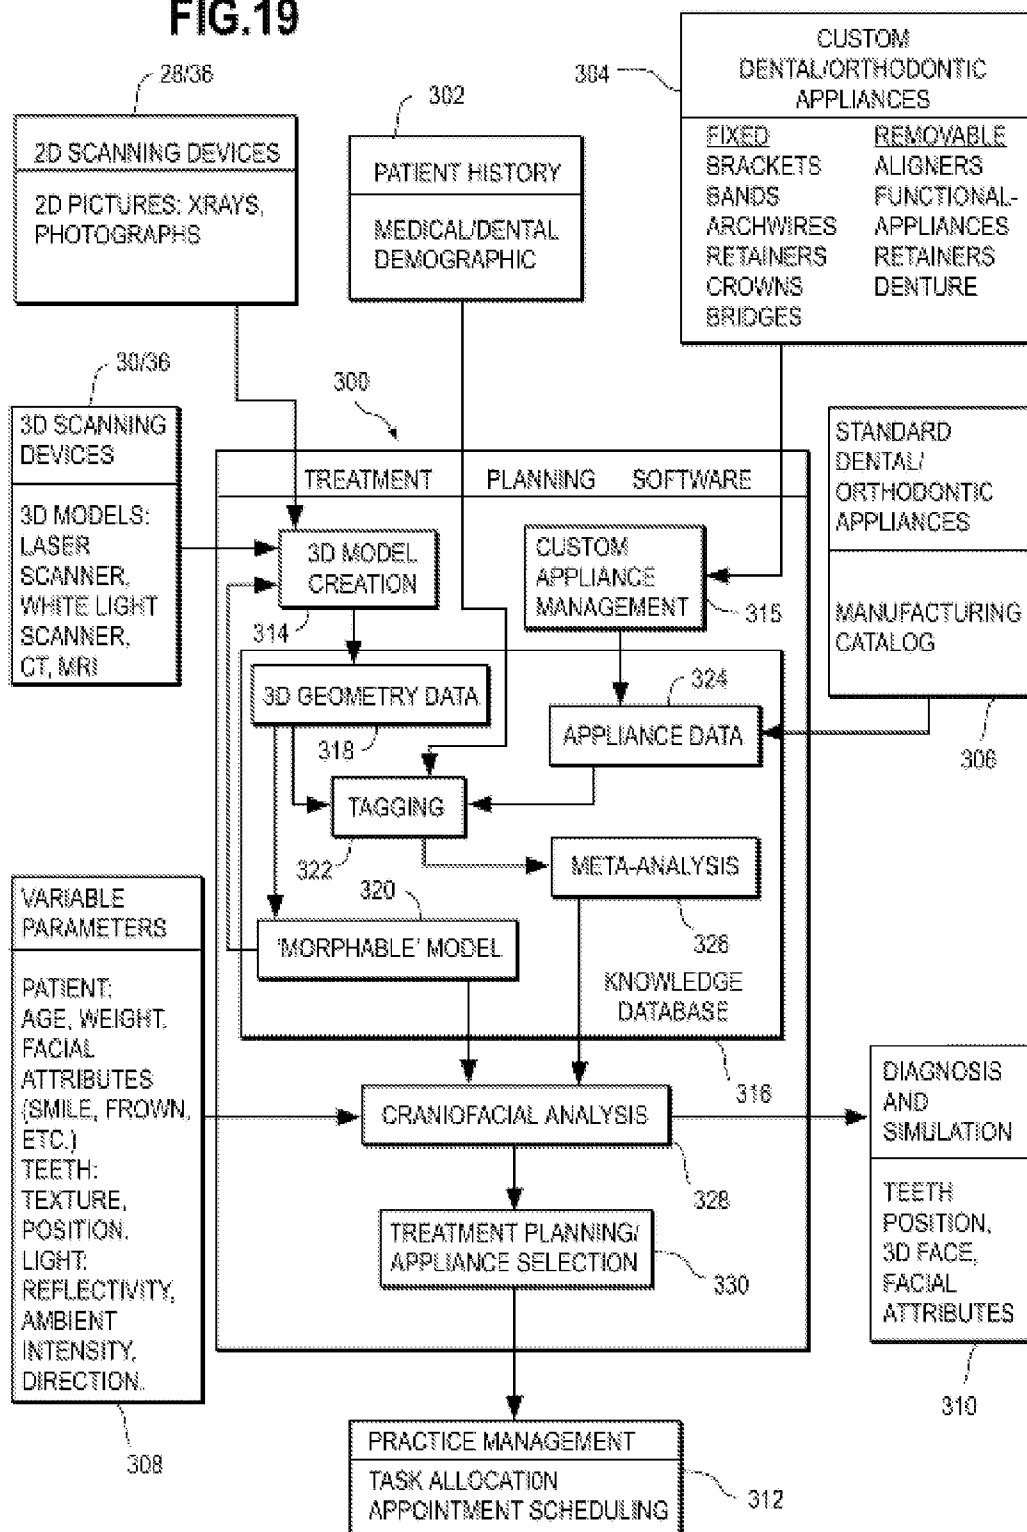 FIG.19
28/36
2D SCANNING DEVICES
2D PICTURES: XRAYS,
PHOTOGRAPHS
302
PATIENT HISTORY
MEDICAL/DENTAL
DEMOGRAPHIC
304
CUSTOM
DENTAL/ORTHODONTIC
APPLIANCES
FIXED
BRACKETS
BANDS
ARCHWIRES
RETAINERS
CROWNS
BRIDGES
REMOVABLE
ALIGNERS
FUNCTIONAL-
APPLIANCES
RETAINERS
DENTURE
30/36
3D SCANNING
DEVICES
3D MODELS:
LASER
SCANNER,
WHITE LIGHT
SCANNER,
CT, MRI
300
TREATMENT PLANNING SOFTWARE
3D MODEL
CREATION
314
CUSTOM
APPLIANCE
MANAGEMENT
315
STANDARD
DENTAL/
ORTHODONTIC
APPLIANCES
MANUFACTURING
CATALOG
306
3D GEOMETRY DATA
318
324
APPLIANCE DATA
TAGGING
322
META-ANALYSIS
326
320
'MORPHABLE' MODEL
KNOWLEDGE
DATABASE
316
VARIABLE
PARAMETERS
PATIENT:
AGE, WEIGHT,
FACIAL
ATTRIBUTES
(SMILE, FROWN,
ETC.)
TEETH:
TEXTURE,
POSITION.
LIGHT:
REFLECTIVITY,
AMBIENT
INTENSITY,
DIRECTION.
308
CRANIOFACIAL ANALYSIS
328
TREATMENT PLANNING/
APPLIANCE SELECTION
330
DIAGNOSIS
AND
SIMULATION
TEETH
POSITION,
3D FACE,
FACIAL
ATTRIBUTES
310
PRACTICE MANAGEMENT
TASK ALLOCATION
APPOINTMENT SCHEDULING
312